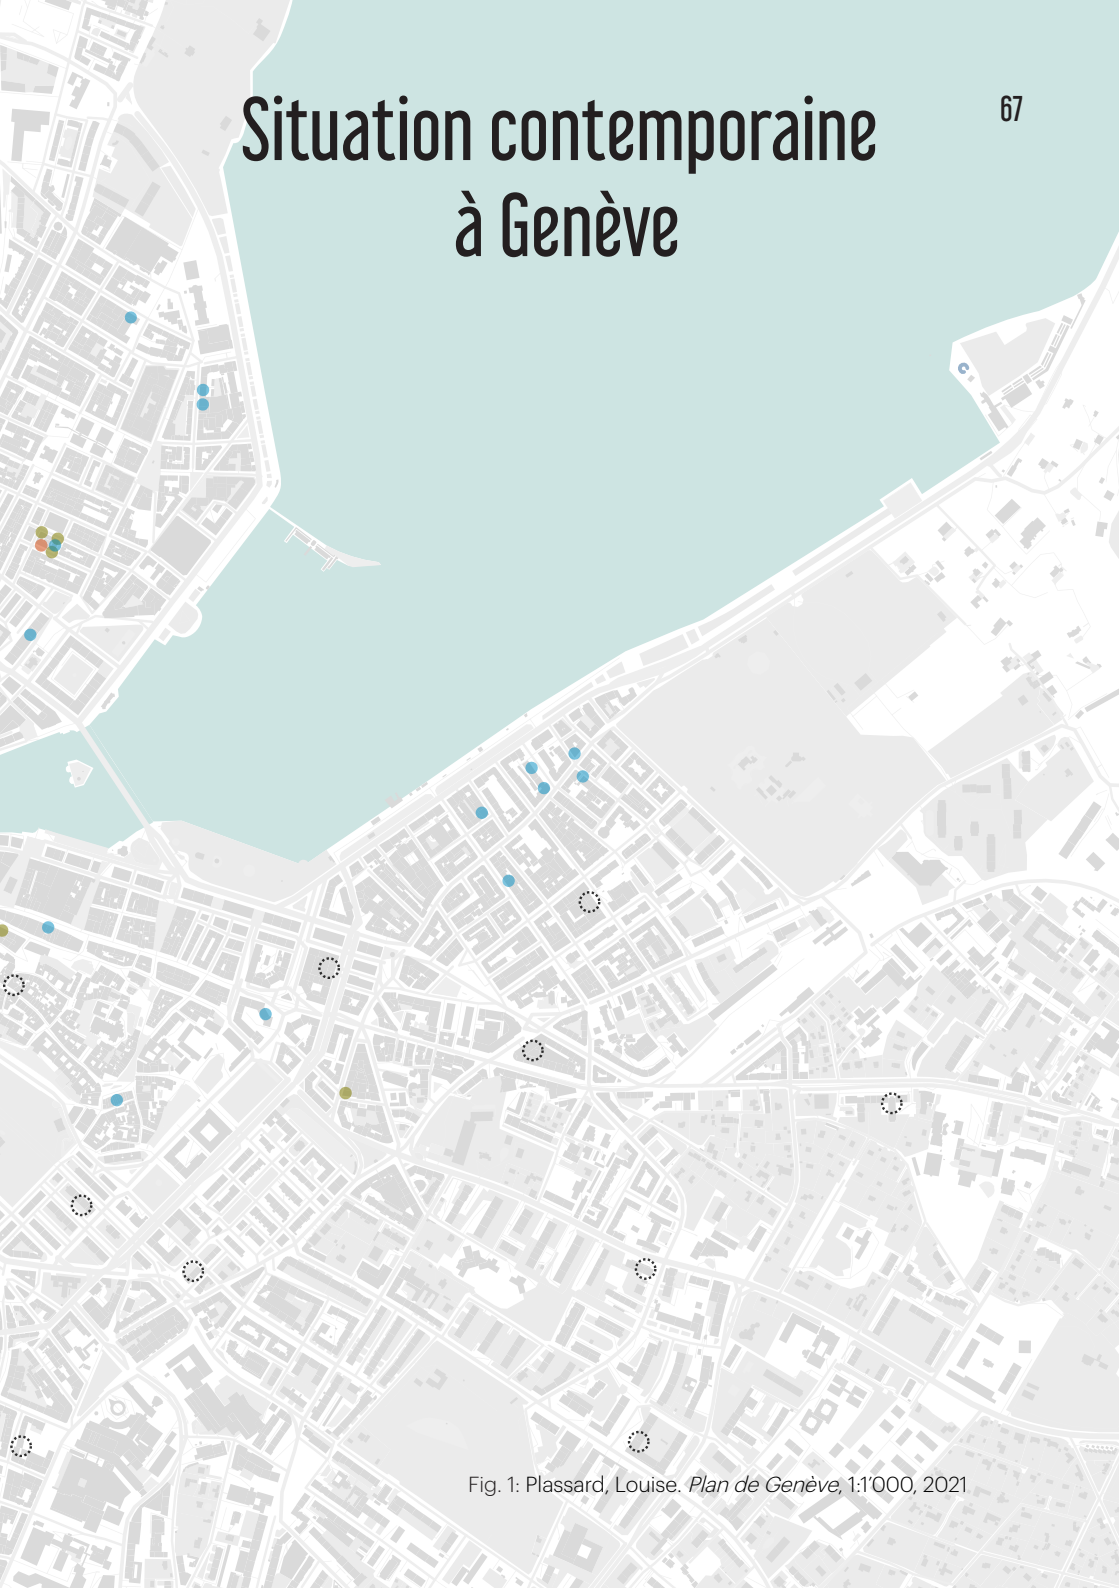 Situation contemporaine
à Genève
67
Fig. 1: Plassard, Louise. Plan de Genève, 1:1’000, 2021